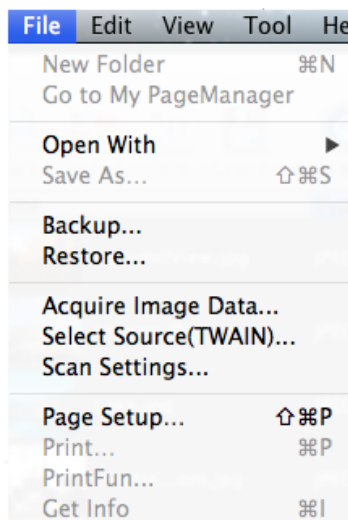 File Edit View Tool He
New Folder ⌘N
Go to My PageManager
Open With ▶
Save As... ⇧⌘S
Backup...
Restore...
Acquire Image Data...
Select Source(TWAIN)...
Scan Settings...
Page Setup... ⇧⌘P
Print... ⌘P
PrintFun...
Get Info ⌘I